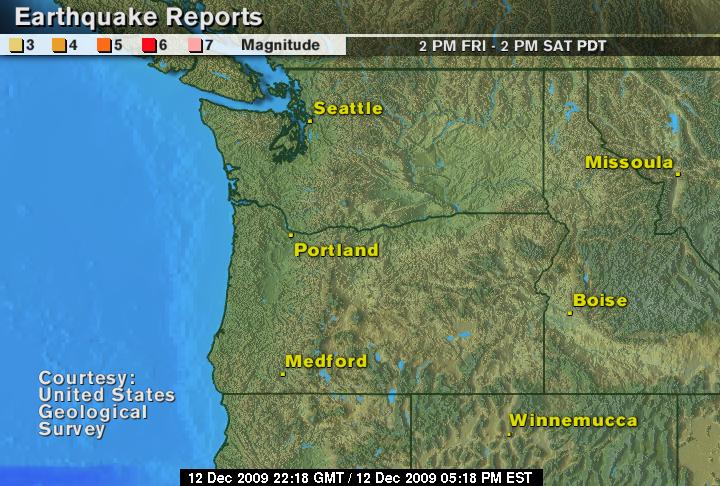 Earthquake Reports
3 4 5 6 7 Magnitude
2 PM FRI - 2 PM SAT PDT
Seattle
Missoula
Portland
Boise
Medford
Courtesy:
United States
Geological
Survey
Winnemucca
12 Dec 2009 22:18 GMT / 12 Dec 2009 05:18 PM EST